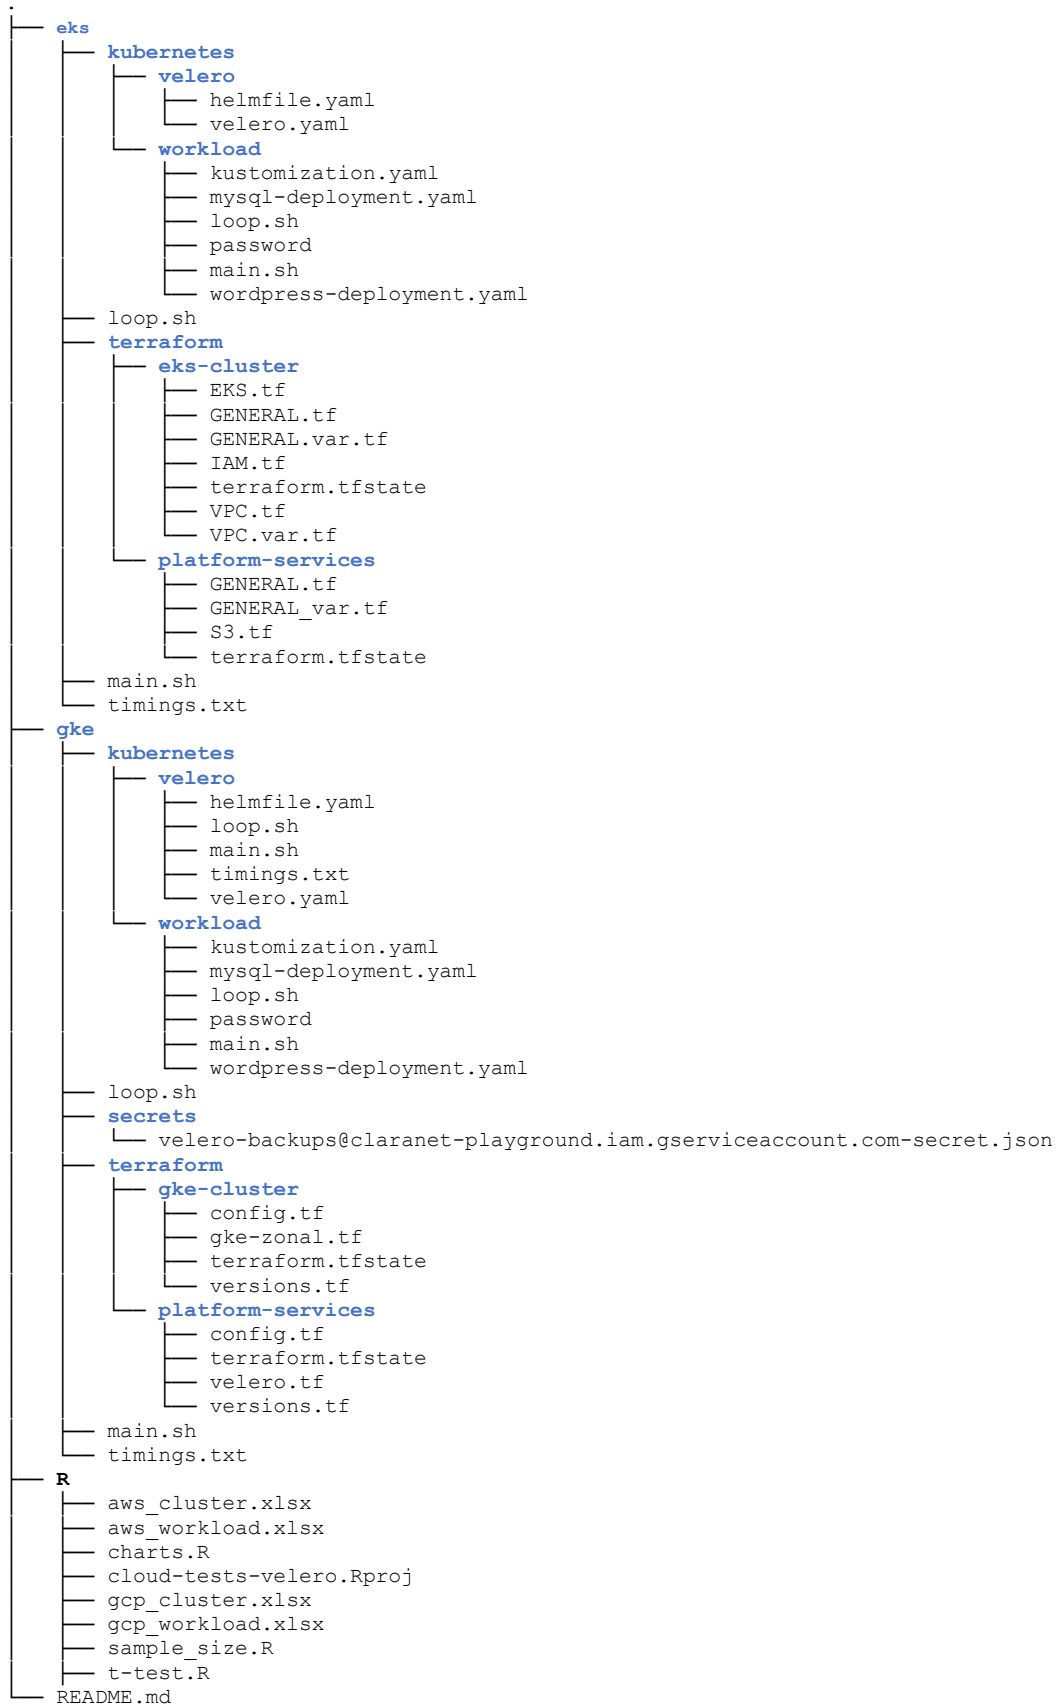 .
├── eks
│   ├── kubernetes
│   │   ├── velero
│   │   │   ├── helmfile.yaml
│   │   │   └── velero.yaml
│   │   └── workload
│   │       ├── kustomization.yaml
│   │       ├── mysql-deployment.yaml
│   │       ├── loop.sh
│   │       ├── password
│   │       ├── main.sh
│   │       └── wordpress-deployment.yaml
│   ├── loop.sh
│   ├── terraform
│   │   ├── eks-cluster
│   │   │   ├── EKS.tf
│   │   │   ├── GENERAL.tf
│   │   │   ├── GENERAL.var.tf
│   │   │   ├── IAM.tf
│   │   │   ├── terraform.tfstate
│   │   │   ├── VPC.tf
│   │   │   └── VPC.var.tf
│   │   └── platform-services
│   │       ├── GENERAL.tf
│   │       ├── GENERAL_var.tf
│   │       ├── S3.tf
│   │       └── terraform.tfstate
│   ├── main.sh
│   └── timings.txt
├── gke
│   ├── kubernetes
│   │   ├── velero
│   │   │   ├── helmfile.yaml
│   │   │   ├── loop.sh
│   │   │   ├── main.sh
│   │   │   ├── timings.txt
│   │   │   └── velero.yaml
│   │   └── workload
│   │       ├── kustomization.yaml
│   │       ├── mysql-deployment.yaml
│   │       ├── loop.sh
│   │       ├── password
│   │       ├── main.sh
│   │       └── wordpress-deployment.yaml
│   ├── loop.sh
│   ├── secrets
│   │   └── velero-backups@claranet-playground.iam.gserviceaccount.com-secret.json
│   ├── terraform
│   │   ├── gke-cluster
│   │   │   ├── config.tf
│   │   │   ├── gke-zonal.tf
│   │   │   ├── terraform.tfstate
│   │   │   └── versions.tf
│   │   └── platform-services
│   │       ├── config.tf
│   │       ├── terraform.tfstate
│   │       ├── velero.tf
│   │       └── versions.tf
│   ├── main.sh
│   └── timings.txt
├── R
│   ├── aws_cluster.xlsx
│   ├── aws_workload.xlsx
│   ├── charts.R
│   ├── cloud-tests-velero.Rproj
│   ├── gcp_cluster.xlsx
│   ├── gcp_workload.xlsx
│   ├── sample_size.R
│   ├── t-test.R
└── README.md